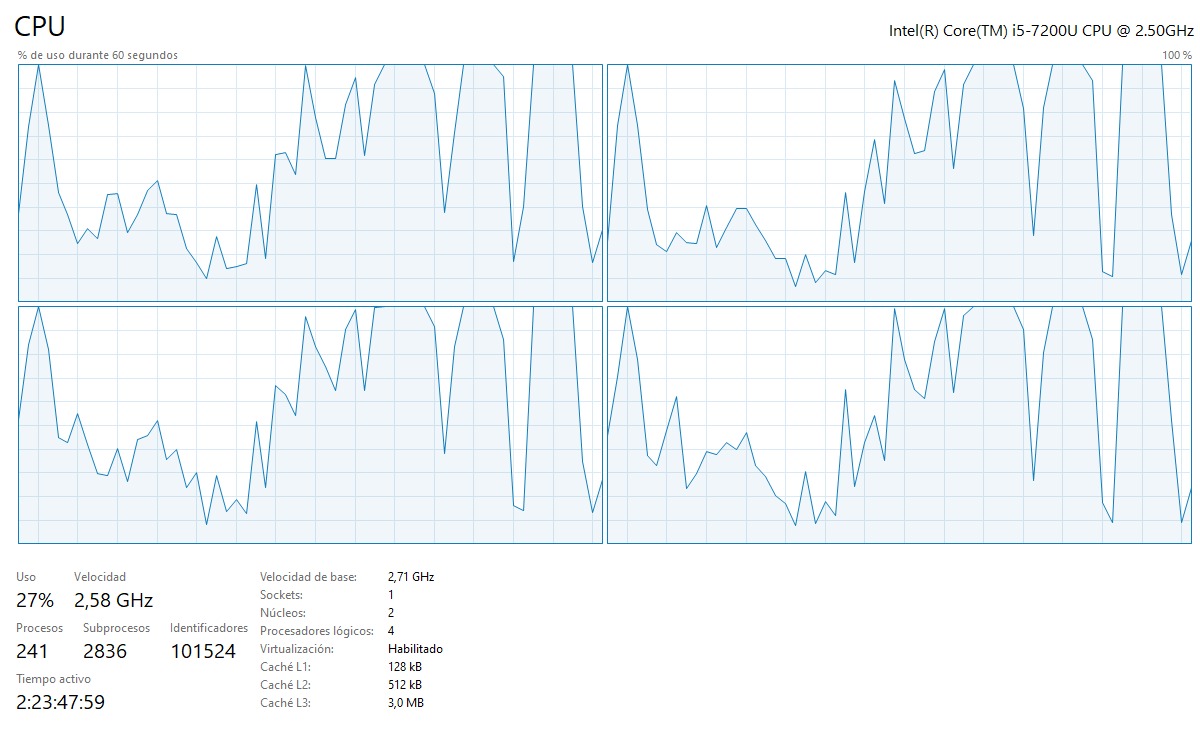 CPU
Intel(R) Core(TM) i5-7200U CPU @ 2.50GHz
% de uso durante 60 segundos
100 %
Uso
Velocidad
27%
2,58 GHz
Procesos
Subprocesos
Identificadores
241
2836
101524
Tiempo activo
2:23:47:59
Velocidad de base: 2,71 GHz
Sockets: 1
Núcleos: 2
Procesadores lógicos: 4
Virtualización: Habilitado
Caché L1: 128 kB
Caché L2: 512 kB
Caché L3: 3,0 MB